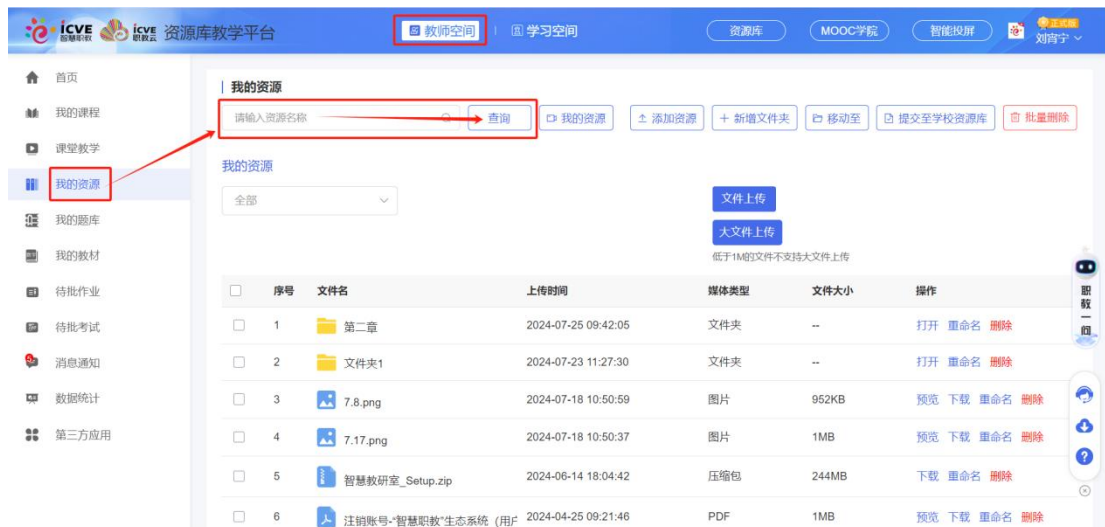 icve 智慧职教 icve 职教云 资源库教学平台 教师空间 学习空间 资源库 MOOC学院 智能投屏 正式版 刘宵宁
首页
我的课程
课堂教学
我的资源
我的题库
我的教材
待批作业
待批考试
消息通知
数据统计
第三方应用
我的资源
请输入资源名称 查询 我的资源 添加资源 + 新增文件夹 移动至 提交至学校资源库 批量删除
我的资源
全部 文件上传
大文件上传
低于1M的文件不支持大文件上传
序号 文件名 上传时间 媒体类型 文件大小 操作
1 第二章 2024-07-25 09:42:05 文件夹 -- 打开 重命名 删除
2 文件夹1 2024-07-23 11:27:30 文件夹 -- 打开 重命名 删除
3 7.8.png 2024-07-18 10:50:59 图片 952KB 预览 下载 重命名 删除
4 7.17.png 2024-07-18 10:50:37 图片 1MB 预览 下载 重命名 删除
5 智慧教研室_Setup.zip 2024-06-14 18:04:42 压缩包 244MB 下载 重命名 删除
6 注销账号-“智慧职教”生态系统（用户 2024-04-25 09:21:46 PDF 1MB 预览 下载 重命名 删除
职教一问